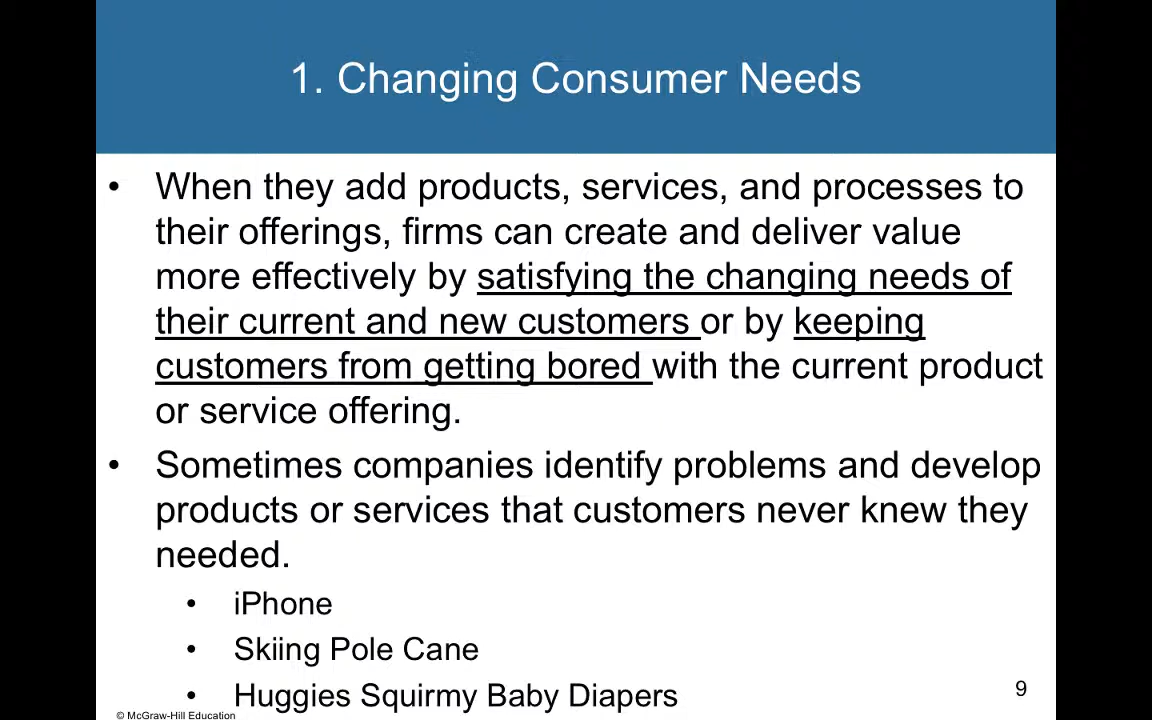 1. Changing Consumer Needs
• When they add products, services, and processes to
their offerings, firms can create and deliver value
more effectively by satisfying the changing needs of
their current and new customers or by keeping
customers from getting bored with the current product
or service offering.
• Sometimes companies identify problems and develop
products or services that customers never knew they
needed.
• iPhone
• Skiing Pole Cane
• Huggies Squirmy Baby Diapers
9
© McGraw-Hill Education